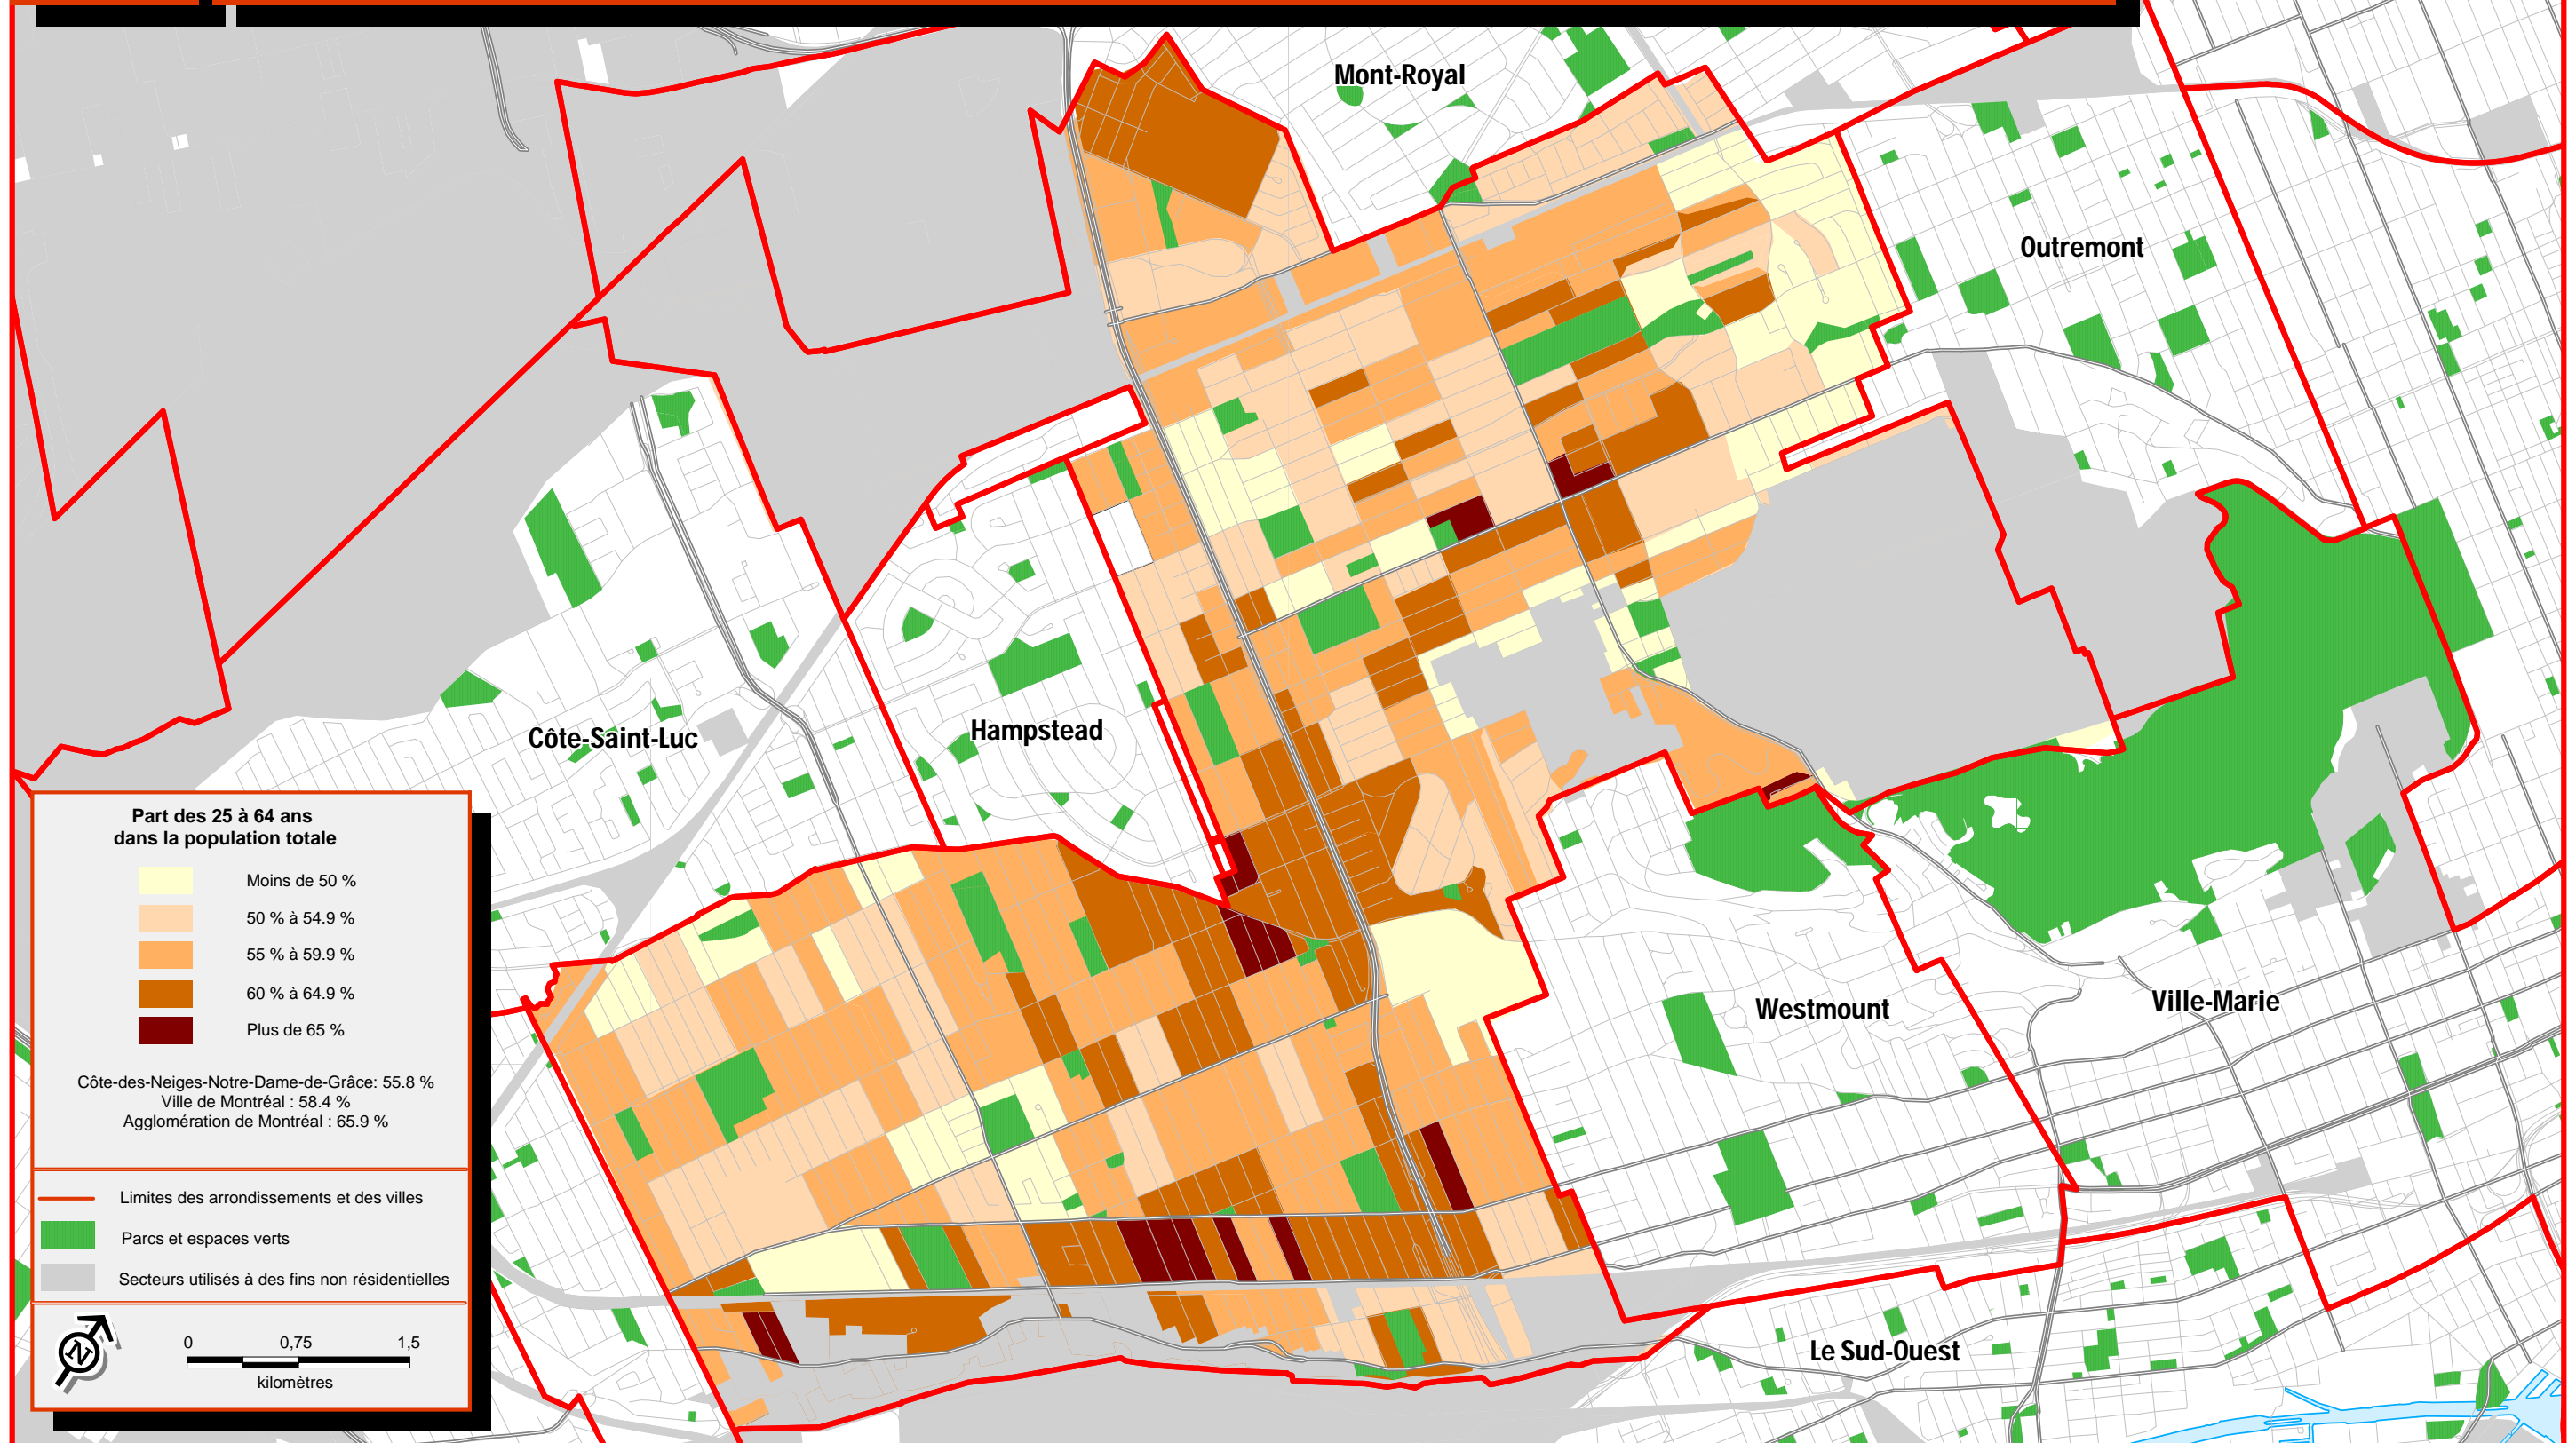 Mont-Royal
Outremont
Côte-Saint-Luc
Hampstead
Westmount
Ville-Marie
Le Sud-Ouest
Part des 25 à 64 ans
dans la population totale
Moins de 50 %
50 % à 54.9 %
55 % à 59.9 %
60 % à 64.9 %
Plus de 65 %
Côte-des-Neiges-Notre-Dame-de-Grâce: 55.8 %
Ville de Montréal : 58.4 %
Agglomération de Montréal : 65.9 %
Limites des arrondissements et des villes
Parcs et espaces verts
Secteurs utilisés à des fins non résidentielles
N
0 0,75 1,5
kilomètres